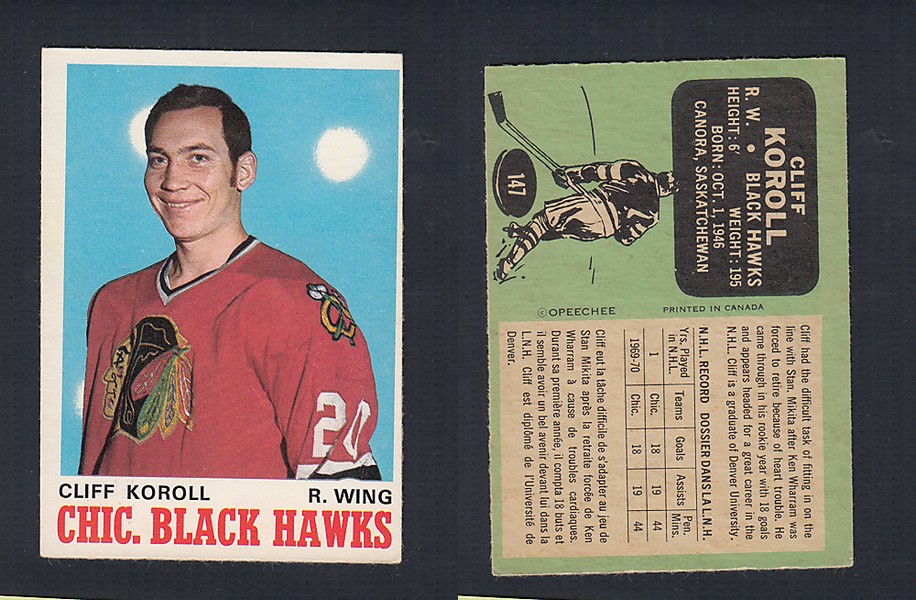 20
CLIFF KOROLL R. WING
CHIC. BLACK HAWKS
147
CLIFF
KOROLL
R. W. • BLACK HAWKS
HEIGHT: 6' WEIGHT: 195
BORN: OCT. 1, 1946
CANORA, SASKATCHEWAN
© OPEECHEE PRINTED IN CANADA
Cliff had the difficult task of fitting in on the
line with Stan. Mikita after Ken Wharram was
forced to retire because of heart trouble. He
came through in his rookie year with 18 goals
and appears headed for a great career in the
N.H.L. Cliff is a graduate of Denver University.
N.H.L. RECORD DOSSIER DANS LA L.N.H.
Yrs. Played Teams Goals Assists Pen.
in N.H.L. Mins.
1 Chic. 18 19 44
1969-70 Chic. 18 19 44
Cliff eut la tâche difficile de s'adapter au jeu de
Stan Mikita après la retraite forcée de Ken
Wharram à cause de troubles cardiaques.
Durant sa première année, il compta 18 buts et
il semble avoir un bel avenir devant lui dans la
L.N.H. Cliff est diplômé de l'Université de
Denver.